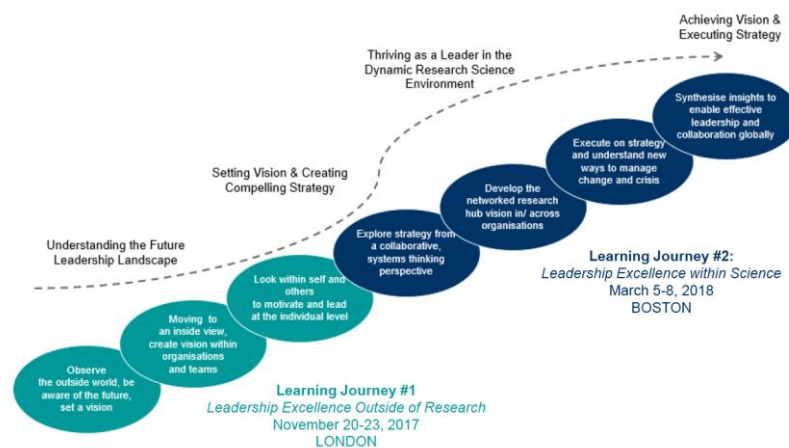 Achieving Vision &
Executing Strategy
Thriving as a Leader in the
Dynamic Research Science
Environment
Setting Vision & Creating
Compelling Strategy
Understanding the Future
Leadership Landscape
Observe
the outside world, be
aware of the future,
set a vision
Moving to
an inside view,
create vision within
organisations
and teams
Look within self and
others
to motivate and lead
at the individual level
Explore strategy from
a collaborative,
systems thinking
perspective
Develop the
networked research
hub vision in/ across
organisations
Execute on strategy
and understand new
ways to manage
change and crisis
Synthesise insights to
enable effective
leadership and
collaboration globally
Learning Journey #1
Leadership Excellence Outside of Research
November 20-23, 2017
LONDON
Learning Journey #2:
Leadership Excellence within Science
March 5-8, 2018
BOSTON